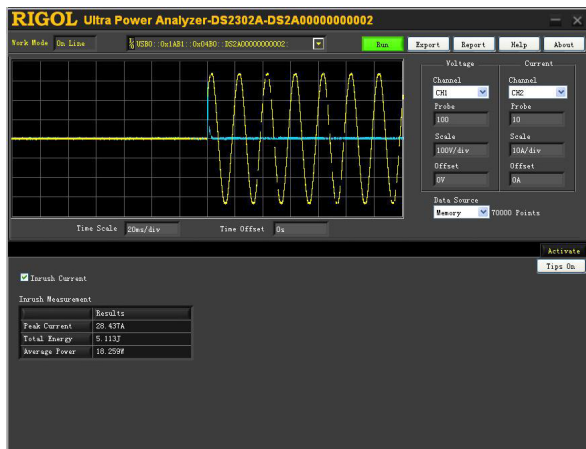 RIGOL Ultra Power Analyzer-DS2302A-DS2A00000000002
Work Mode On Line USB0::0x1AB1::0x04B0::DS2A00000000002: Run Export Report Help About
Voltage Current
Channel Channel
CH1 CH2
Probe Probe
100 10
Scale Scale
100V/div 10A/div
Offset Offset
0V 0A
Data Source
Memory 70000 Points
Time Scale 20ms/div Time Offset 0s
Activate
Tips On
Inrush Current
Inrush Measurement
Results
Peak Current 28.437A
Total Energy 5.113J
Average Power 18.259W